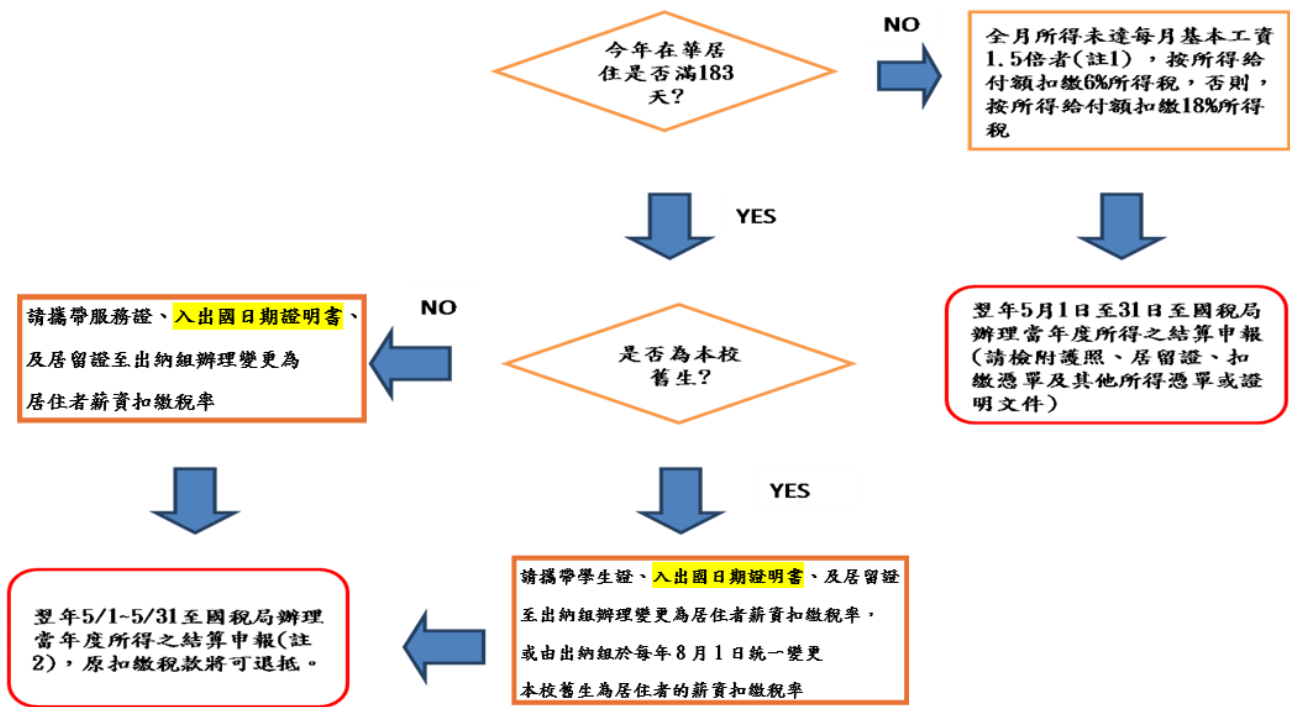 今年在華居
住是否滿183
天?
NO
全月所得未達每月基本工資
1.5倍者(註1)，按所得給
付額扣繳6%所得稅，否則，
按所得給付額扣繳18%所得
稅
YES
翌年5月1日至31日至國稅局
辦理當年度所得之結算申報
(請檢附護照、居留證、扣
繳憑單及其他所得憑單或證
明文件)
是否為本校
舊生?
NO
請攜帶服務證、入出國日期證明書、
及居留證至出納組辦理變更為
居住者薪資扣繳稅率
YES
請攜帶學生證、入出國日期證明書、及居留證
至出納組辦理變更為居住者薪資扣繳稅率，
或由出納組於每年8月1日統一變更
本校舊生為居住者的薪資扣繳稅率
翌年5/1~5/31至國稅局辦理
當年度所得之結算申報(註
2)，原扣繳稅款將可退抵。